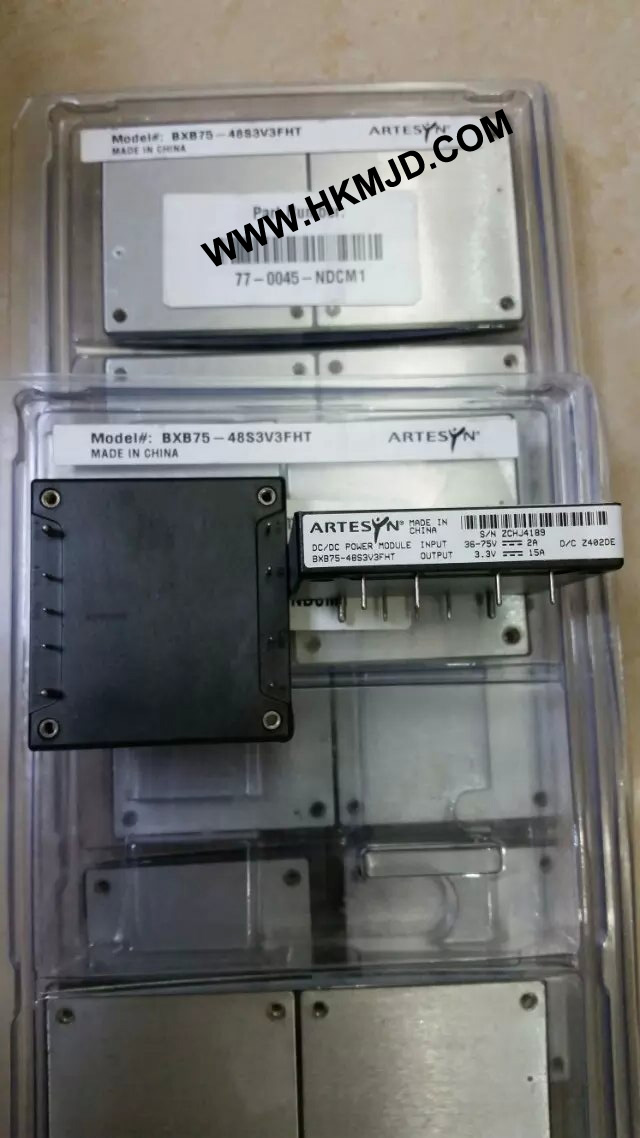 Model#: BXB75-48S3V3FHT ARTESYN®
MADE IN CHINA
WWW.HKMJD.COM
77-0045-NDCM1
Model#: BXB75-48S3V3FHT ARTESYN®
MADE IN CHINA
ARTESYN® MADE IN CHINA
S/N ZCHJ4189
DC/DC POWER MODULE INPUT 36-75V ⎓ 2A D/C Z402DE
BXB75-48S3V3FHT OUTPUT 3.3V ⎓ 15A
NDCM